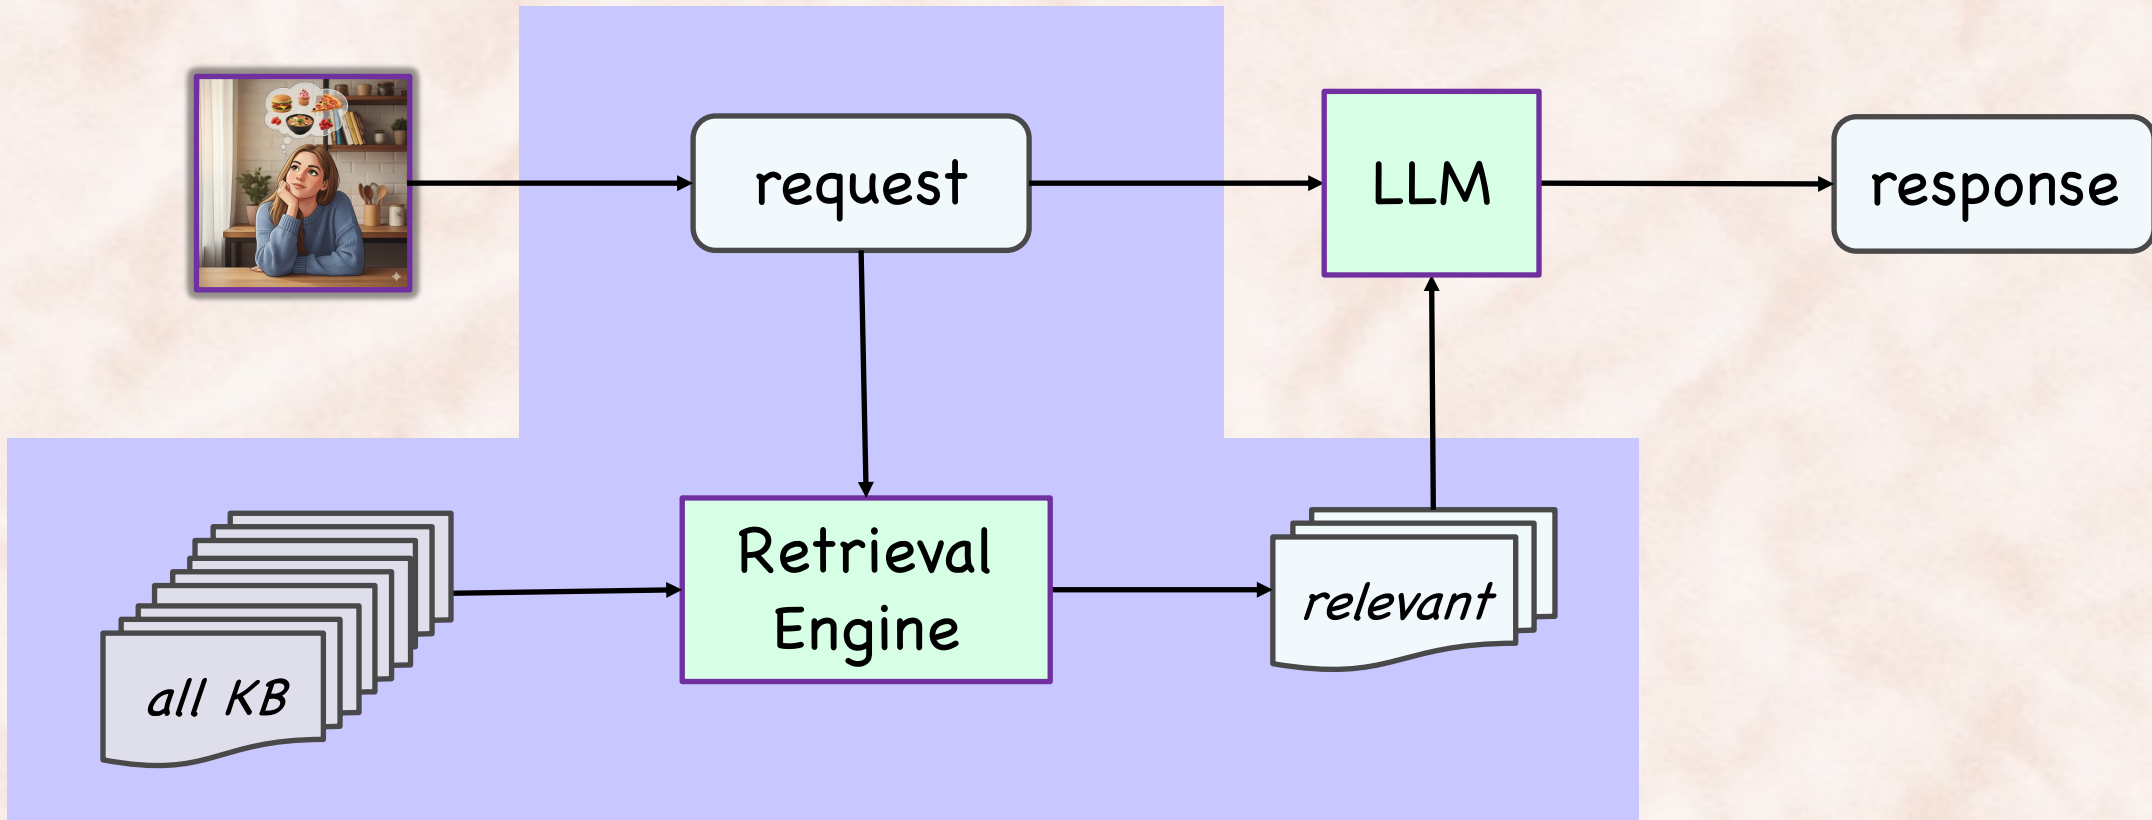 request
LLM
response
Retrieval
Engine
relevant
all KB